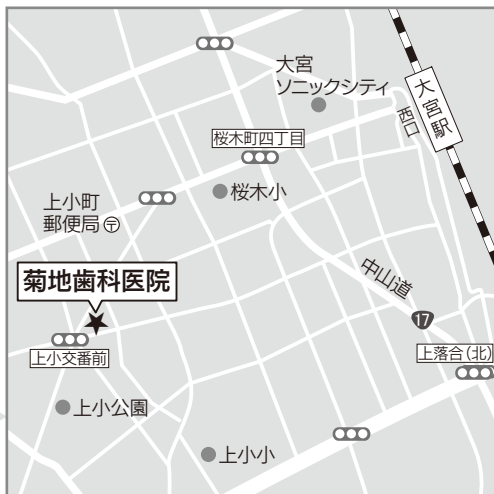 大宮
ソニックシティ
大宮駅
西口
桜木町四丁目
桜木小
上小町
郵便局〒
菊地歯科医院
中山道
17
上小交番前
上落合(北)
上小公園
上小小